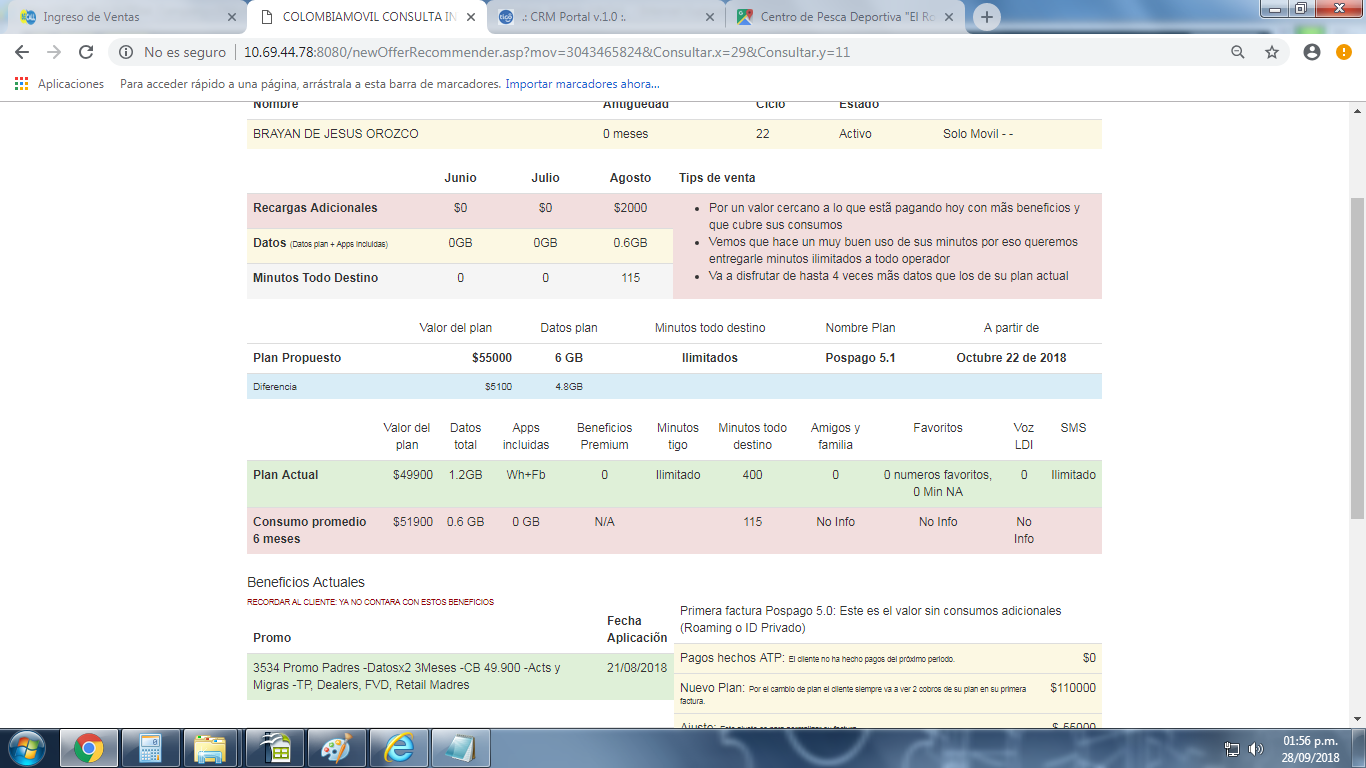 Ingreso de Ventas
COLOMBIAMOVIL CONSULTA IN
.: CRM Portal v.1.0 :.
Centro de Pesca Deportiva "El Ro
No es seguro | 10.69.44.78:8080/newOfferRecommender.asp?mov=3043465824&Consultar.x=29&Consultar.y=11
Aplicaciones Para acceder rápido a una página, arrástrala a esta barra de marcadores. Importar marcadores ahora...
Nombre Antiguedad Ciclo Estado
BRAYAN DE JESUS OROZCO 0 meses 22 Activo Solo Movil - -
Junio Julio Agosto Tips de venta
Recargas Adicionales $0 $0 $2000
Datos (Datos plan + Apps Incluidas) 0GB 0GB 0.6GB
Minutos Todo Destino 0 0 115
Por un valor cercano a lo que estã pagando hoy con mãs beneficios y
que cubre sus consumos
Vemos que hace un muy buen uso de sus minutos por eso queremos
entregarle minutos ilimitados a todo operador
Va a disfrutar de hasta 4 veces mãs datos que los de su plan actual
Valor del plan Datos plan Minutos todo destino Nombre Plan A partir de
Plan Propuesto $55000 6 GB Ilimitados Pospago 5.1 Octubre 22 de 2018
Diferencia $5100 4.8GB
Valor del Datos Apps Beneficios Minutos Minutos todo Amigos y Favoritos Voz SMS
plan total incluidas Premium tigo destino familia LDI
Plan Actual $49900 1.2GB Wh+Fb 0 Ilimitado 400 0 0 numeros favoritos, 0 Ilimitado
0 Min NA
Consumo promedio $51900 0.6 GB 0 GB N/A 115 No Info No Info No
6 meses Info
Beneficios Actuales
RECORDAR AL CLIENTE: YA NO CONTARA CON ESTOS BENEFICIOS
Promo Fecha
Aplicaciõn
3534 Promo Padres -Datosx2 3Meses -CB 49.900 -Acts y 21/08/2018
Migras -TP, Dealers, FVD, Retail Madres
Primera factura Pospago 5.0: Este es el valor sin consumos adicionales
(Roaming o ID Privado)
Pagos hechos ATP: El cliente no ha hecho pagos del próximo periodo. $0
Nuevo Plan: Por el cambio de plan el cliente siempre va a ver 2 cobros de su plan en su primera $110000
factura.
Ajuste: Este ajuste es para normalizar su factura $-55000
01:56 p.m.
28/09/2018